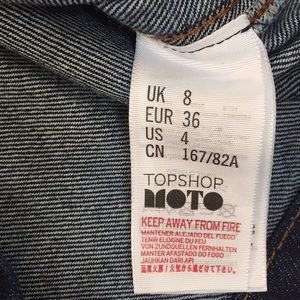 UK 8
EUR 36
US 4
CN 167/82A
TOPSHOP
MOTO
KEEP AWAY FROM FIRE
MANTENER ALEJADO DEL FUEGO
TENIR ELOIGNE DU FEU
VON ZUNDQUELLEN FERNHALTEN
MANTER AFASTADO DO FOGO
JAUHKAN DARI API